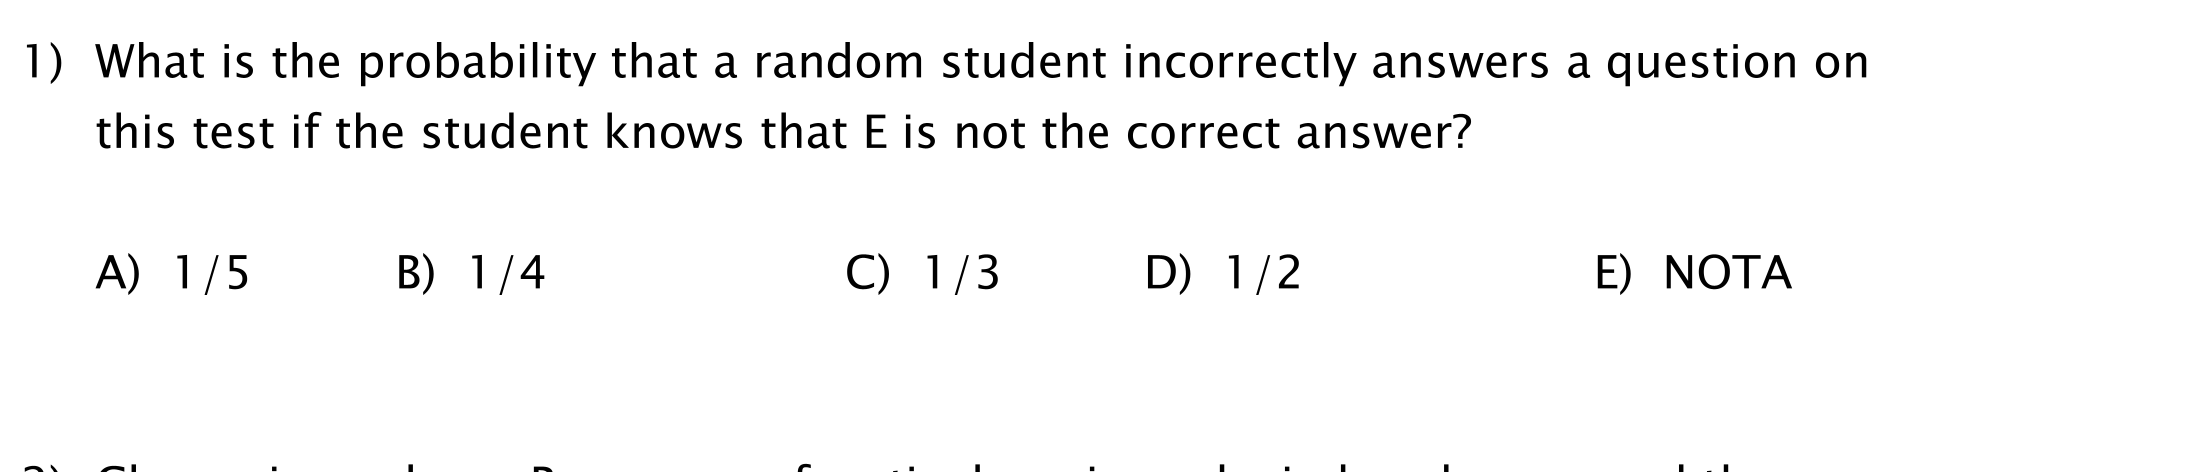 1) What is the probability that a random student incorrectly answers a question on
this test if the student knows that E is not the correct answer?
A) 1/5 B) 1/4 C) 1/3 D) 1/2 E) NOTA